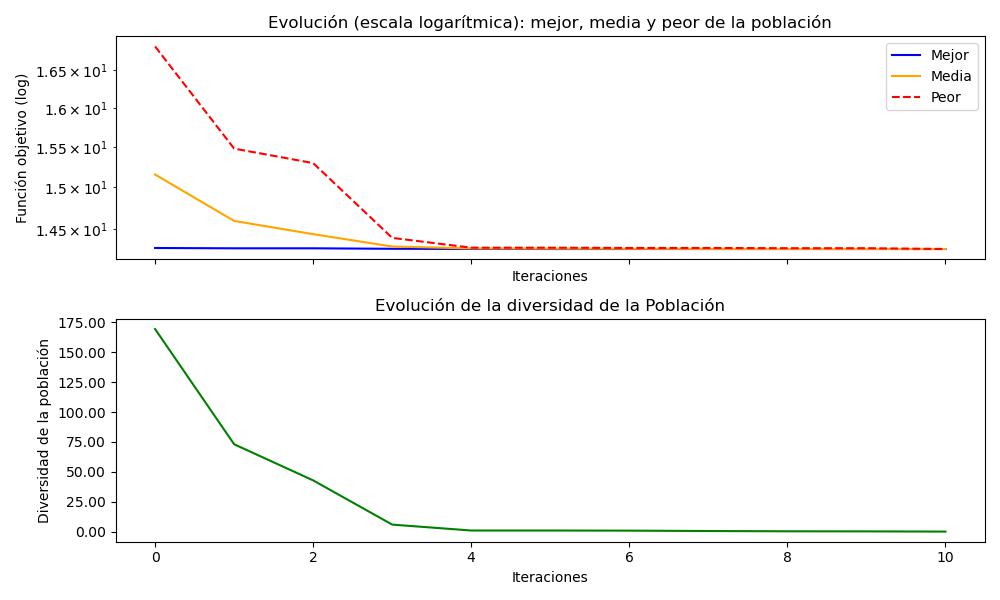 Evolución (escala logarítmica): mejor, media y peor de la población
Función objetivo (log)
1.65 × 10¹
1.6 × 10¹
1.55 × 10¹
1.5 × 10¹
1.45 × 10¹
Mejor
Media
Peor
Iteraciones
Evolución de la diversidad de la Población
Diversidad de la población
175.00
150.00
125.00
100.00
75.00
50.00
25.00
0.00
0 2 4 6 8 10
Iteraciones